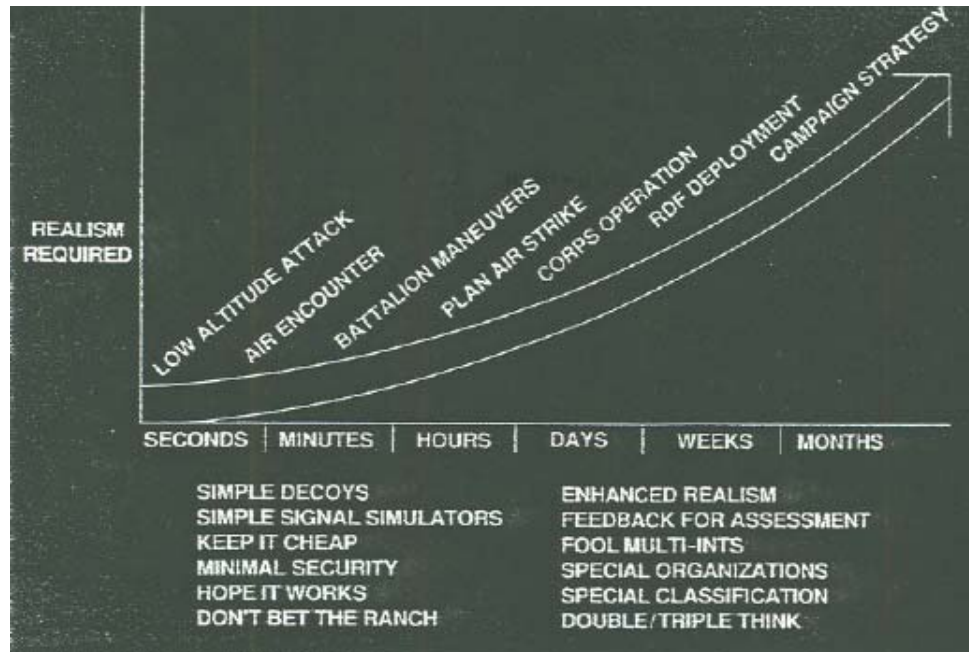 REALISM
REQUIRED
LOW ALTITUDE ATTACK
AIR ENCOUNTER
BATTALION MANEUVERS
PLAN AIR STRIKE
CORPS OPERATION
RDF DEPLOYMENT
CAMPAIGN STRATEGY
SECONDS
MINUTES
HOURS
DAYS
WEEKS
MONTHS
SIMPLE DECOYS
SIMPLE SIGNAL SIMULATORS
KEEP IT CHEAP
MINIMAL SECURITY
HOPE IT WORKS
DON'T BET THE RANCH
ENHANCED REALISM
FEEDBACK FOR ASSESSMENT
FOOL MULTI-INTS
SPECIAL ORGANIZATIONS
SPECIAL CLASSIFICATION
DOUBLE/TRIPLE THINK